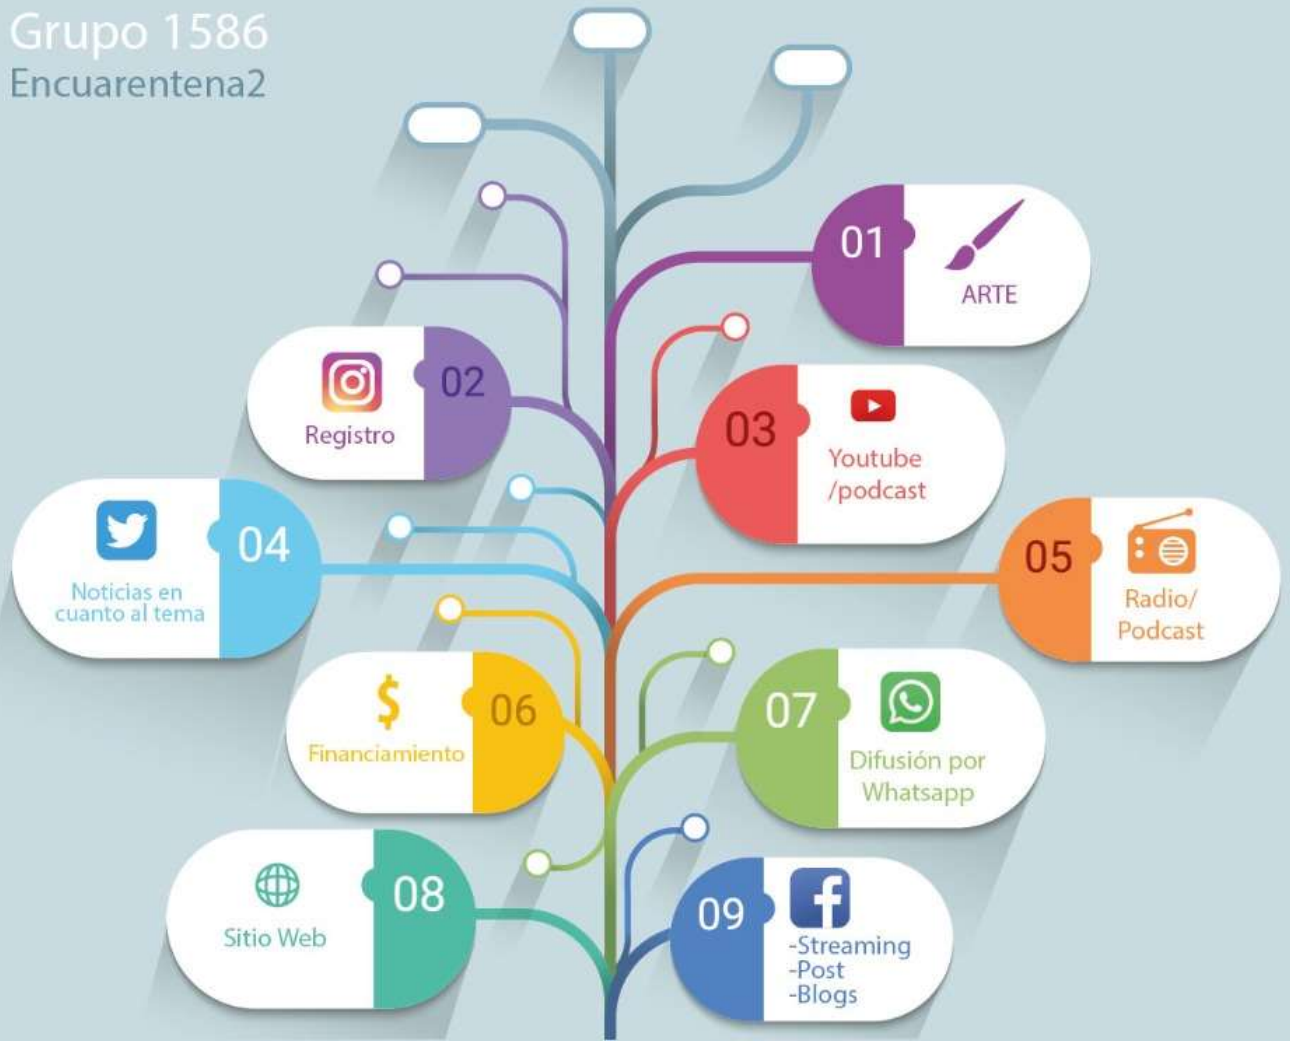 Grupo 1586
Encuarentena2
01
ARTE
02
Registro
03
Youtube
/podcast
04
Noticias en
cuanto al tema
05
Radio/
Podcast
$
06
Financiamiento
07
Difusión por
Whatsapp
08
Sitio Web
09
-Streaming
-Post
-Blogs